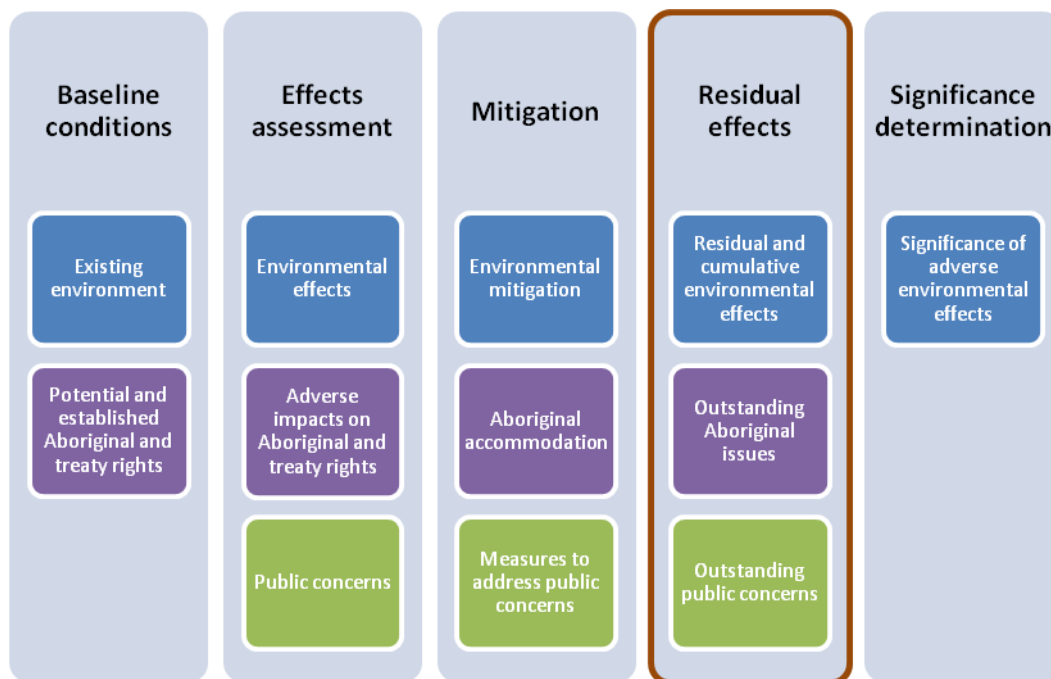 Baseline
conditions
Existing
environment
Potential and
established
Aboriginal and
treaty rights
Effects
assessment
Environmental
effects
Adverse
impacts on
Aboriginal and
treaty rights
Public concerns
Mitigation
Environmental
mitigation
Aboriginal
accommodation
Measures to
address public
concerns
Residual
effects
Residual and
cumulative
environmental
effects
Outstanding
Aboriginal
issues
Outstanding
public concerns
Significance
determination
Significance of
adverse
environmental
effects